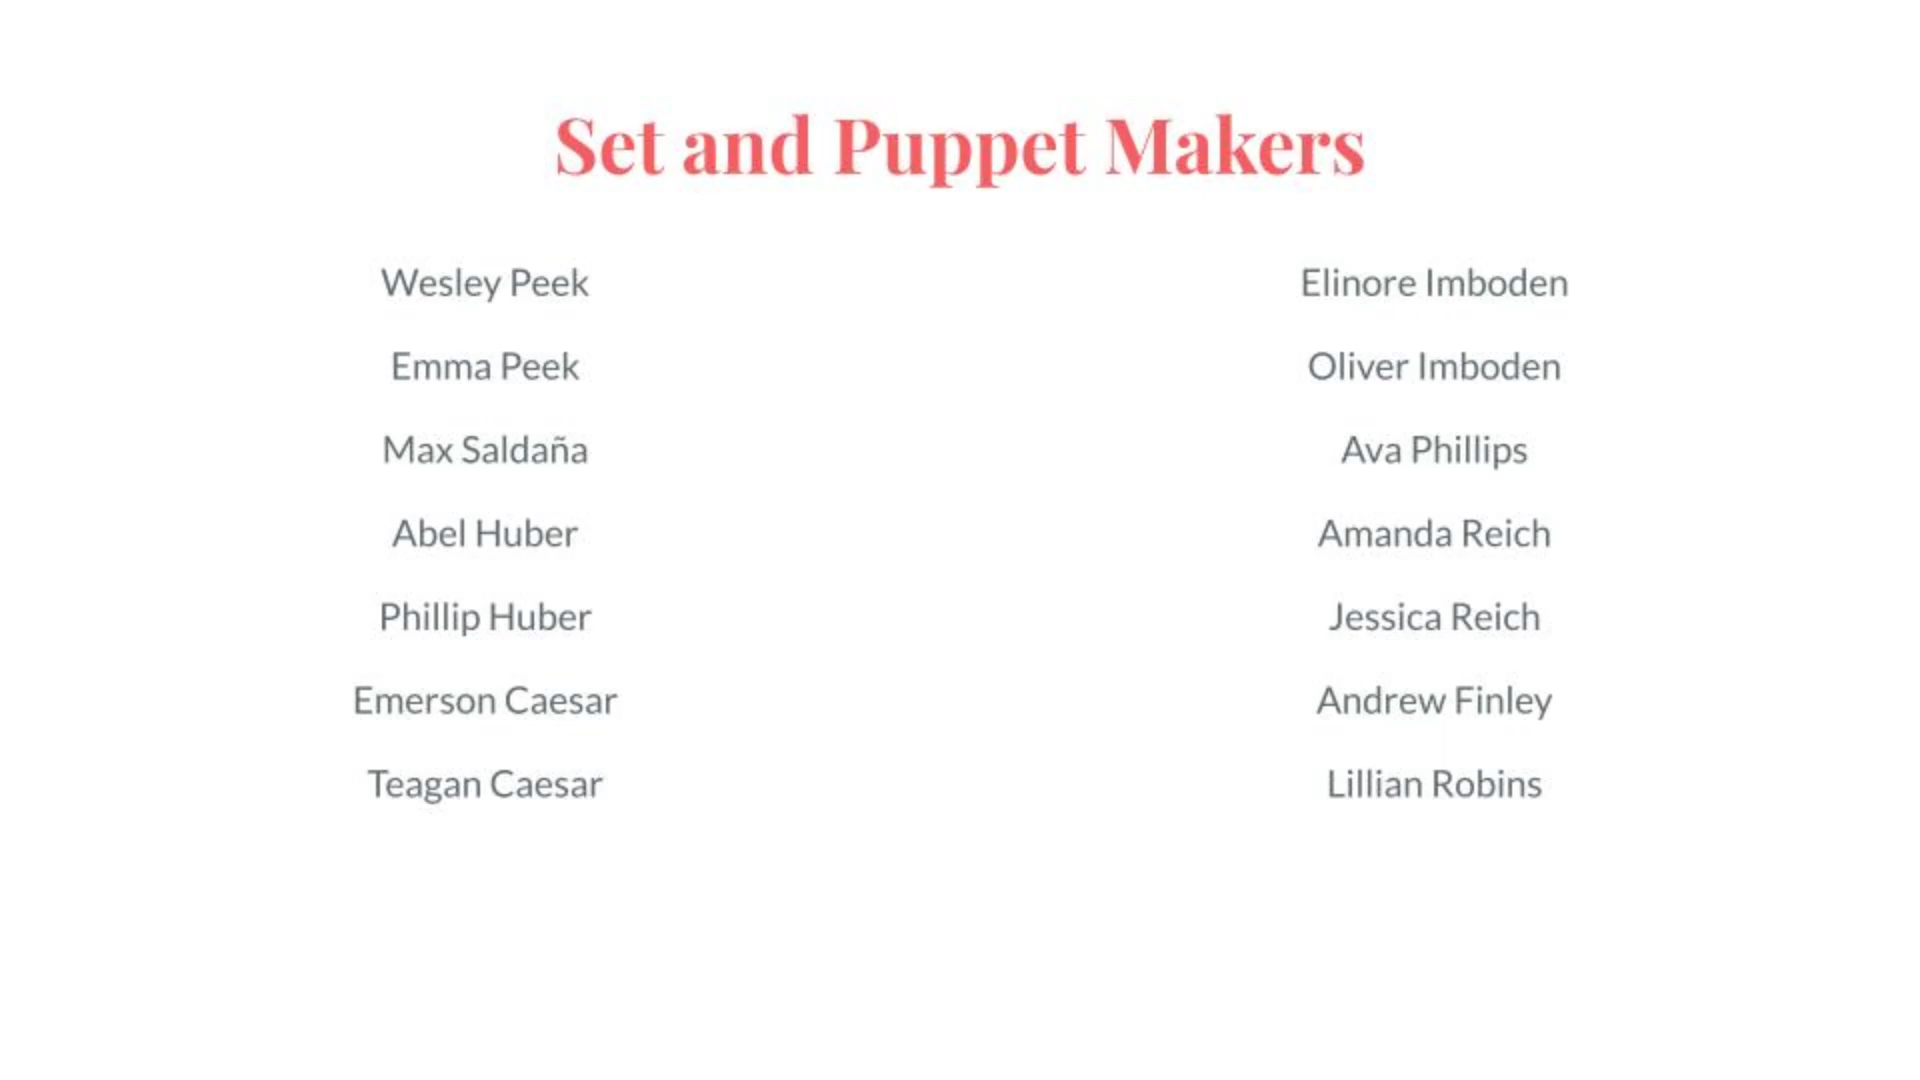 Set and Puppet Makers
Wesley Peek
Emma Peek
Max Saldaña
Abel Huber
Phillip Huber
Emerson Caesar
Teagan Caesar
Elinore Imboden
Oliver Imboden
Ava Phillips
Amanda Reich
Jessica Reich
Andrew Finley
Lillian Robins